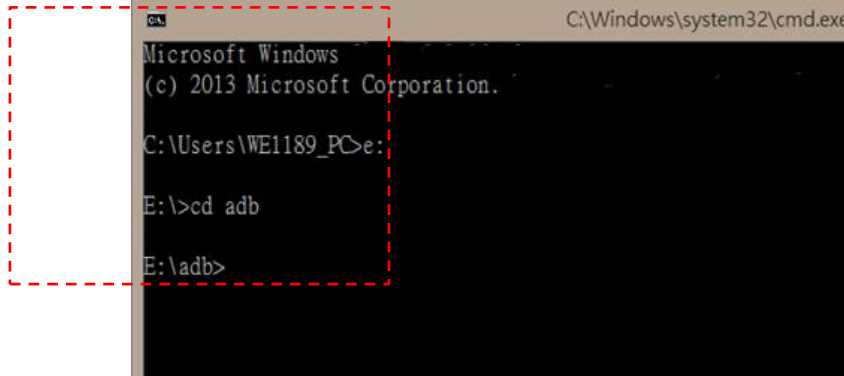 C:\Windows\system32\cmd.exe
Microsoft Windows
(c) 2013 Microsoft Corporation.
C:\Users\WE1189_PC>e:
E:\>cd adb
E:\adb>